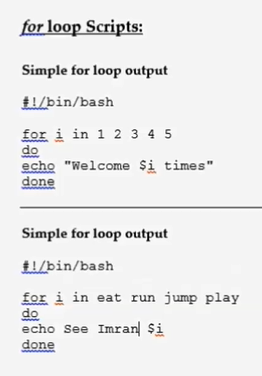 for loop Scripts:
Simple for loop output
#!/bin/bash
for i in 1 2 3 4 5
do
echo "Welcome $i times"
done
Simple for loop output
#!/bin/bash
for i in eat run jump play
do
echo See Imran $i
done